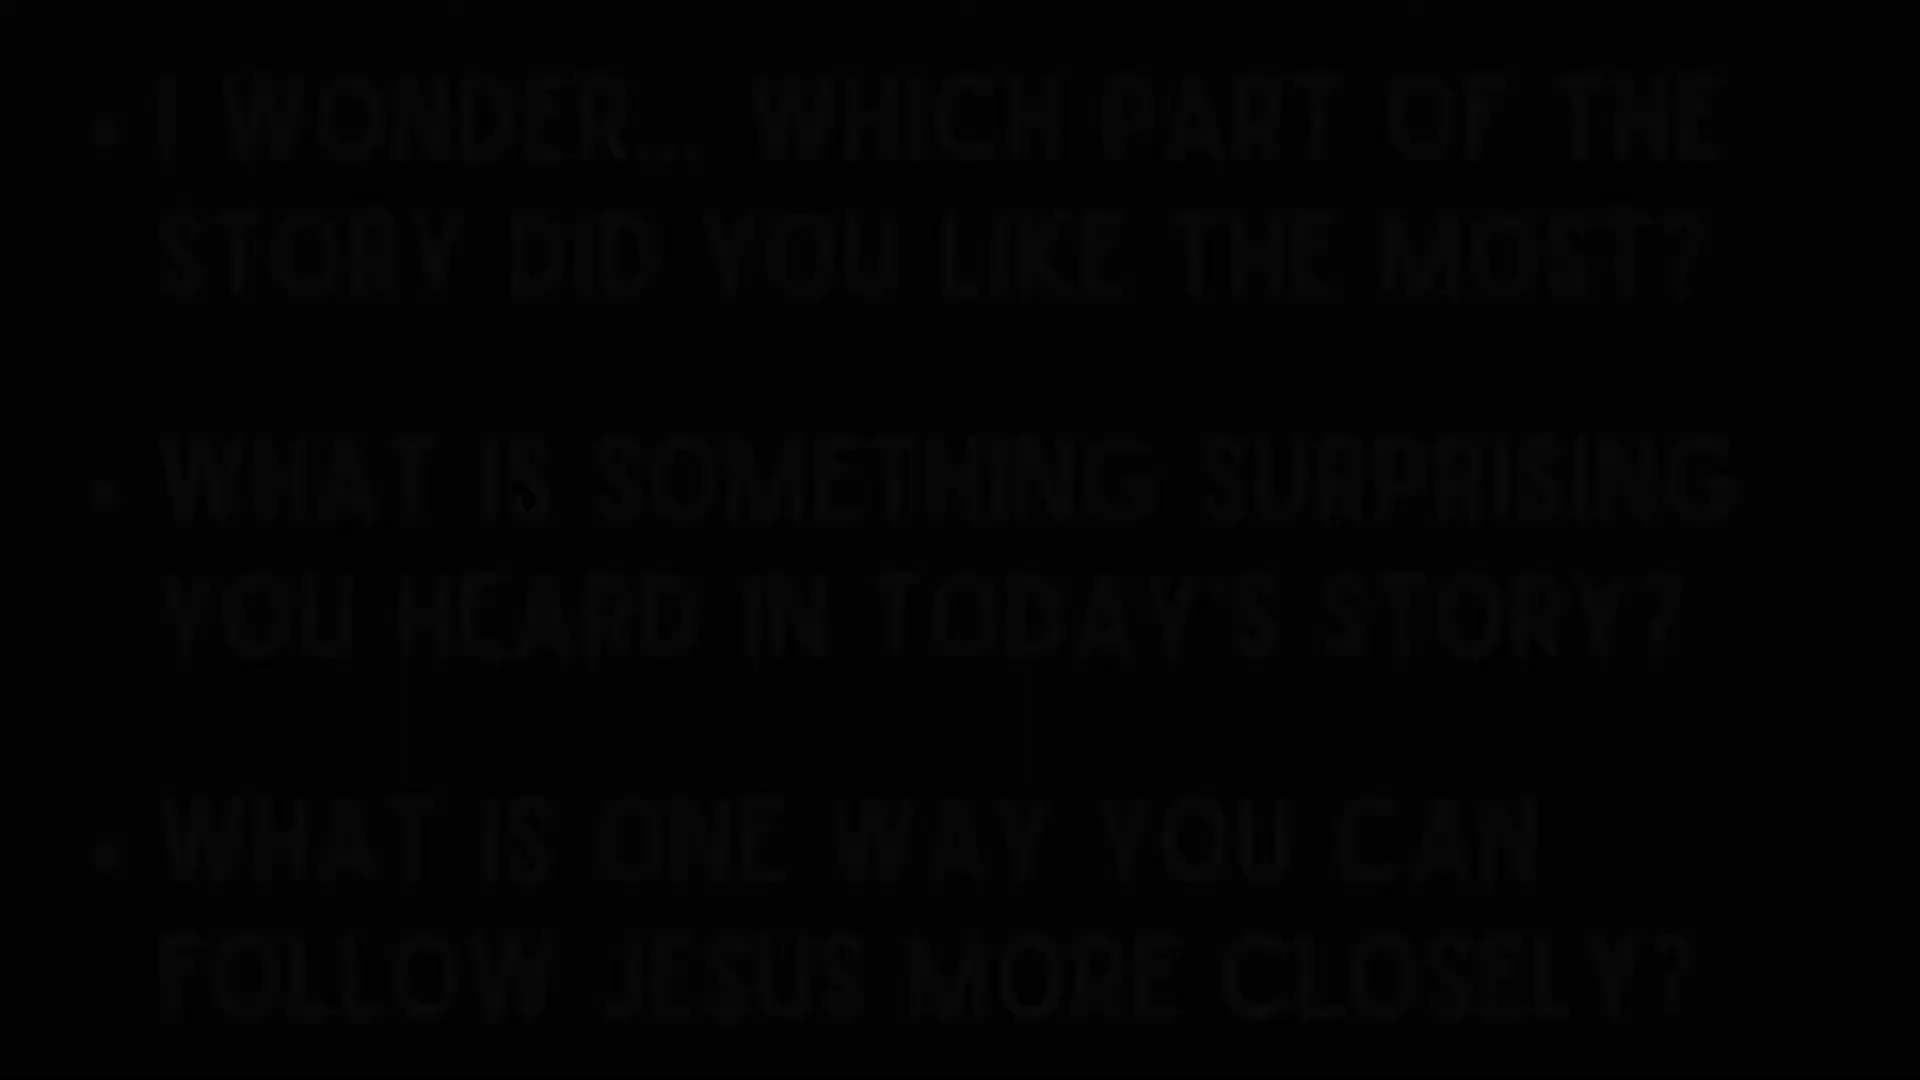 • I WONDER... WHICH PART OF THE
STORY DID YOU LIKE THE MOST?
• WHAT IS SOMETHING SURPRISING
YOU HEARD IN TODAY'S STORY?
• WHAT IS ONE WAY YOU CAN
FOLLOW JESUS MORE CLOSELY?